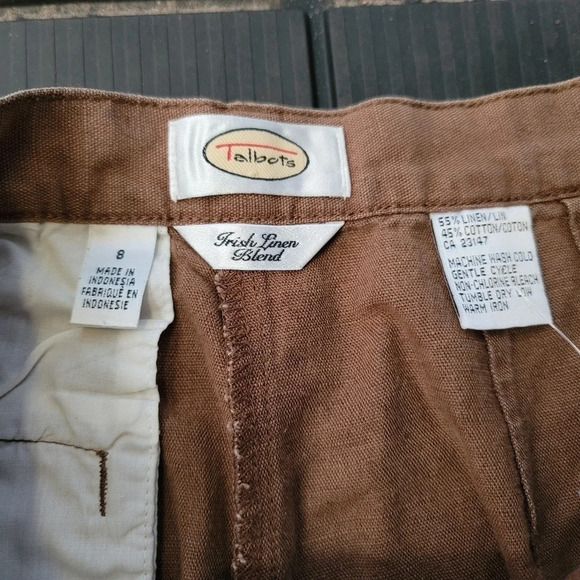 Talbots
Irish Linen
Blend
8
MADE IN
INDONESIA
FABRIQUÉ EN
INDONESIE
55% LINEN/LIN
45% COTTON/COTON
CA 23147
MACHINE WASH COLD
GENTLE CYCLE
NON-CHLORINE BLEACH
TUMBLE DRY LOW
WARM IRON